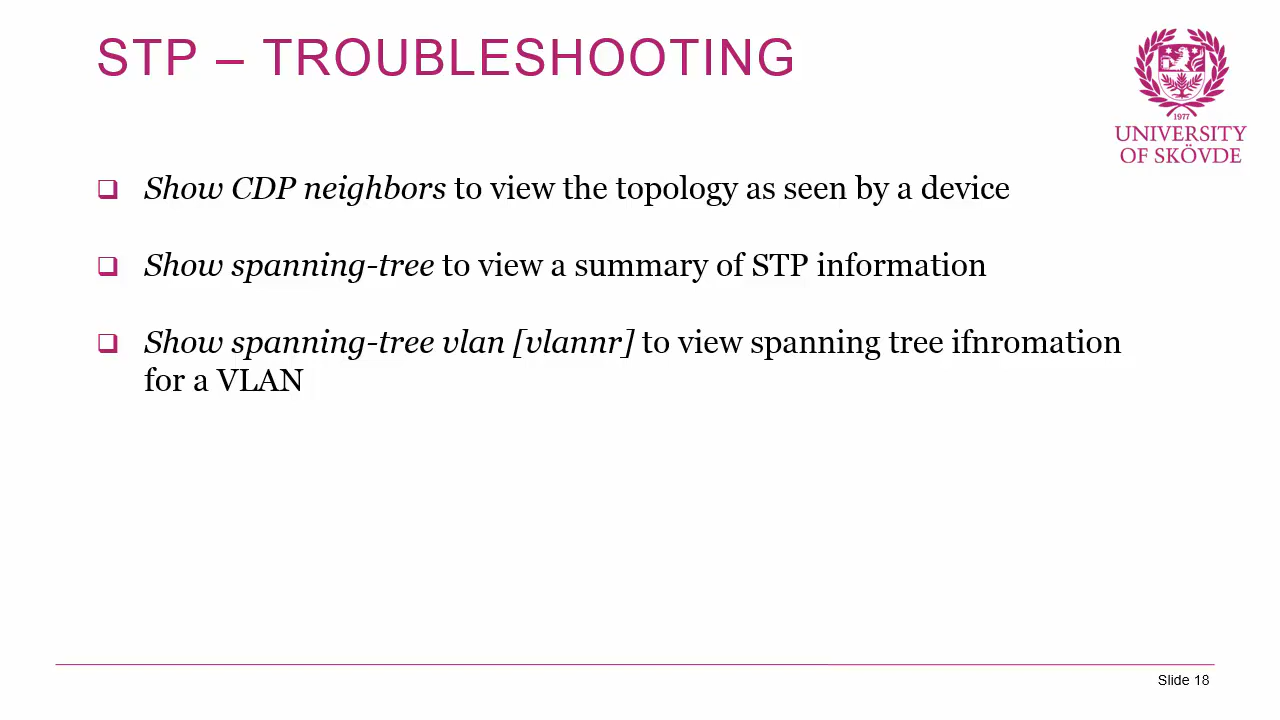 STP – TROUBLESHOOTING
1977
UNIVERSITY
OF SKÖVDE
Show CDP neighbors to view the topology as seen by a device
Show spanning-tree to view a summary of STP information
Show spanning-tree vlan [vlannr] to view spanning tree ifnromation
for a VLAN
Slide 18